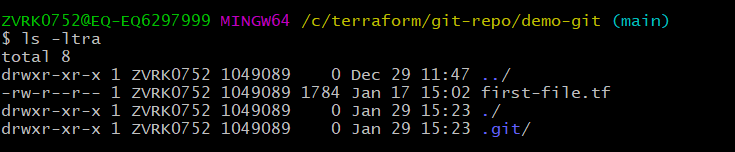 ZVRK0752@EQ-EQ6297999 MINGW64 /c/terraform/git-repo/demo-git (main)
$ ls -ltra
total 8
drwxr-xr-x 1 ZVRK0752 1049089    0 Dec 29 11:47 ../
-rw-r--r-- 1 ZVRK0752 1049089 1784 Jan 17 15:02 first-file.tf
drwxr-xr-x 1 ZVRK0752 1049089    0 Jan 29 15:23 ./
drwxr-xr-x 1 ZVRK0752 1049089    0 Jan 29 15:23 .git/